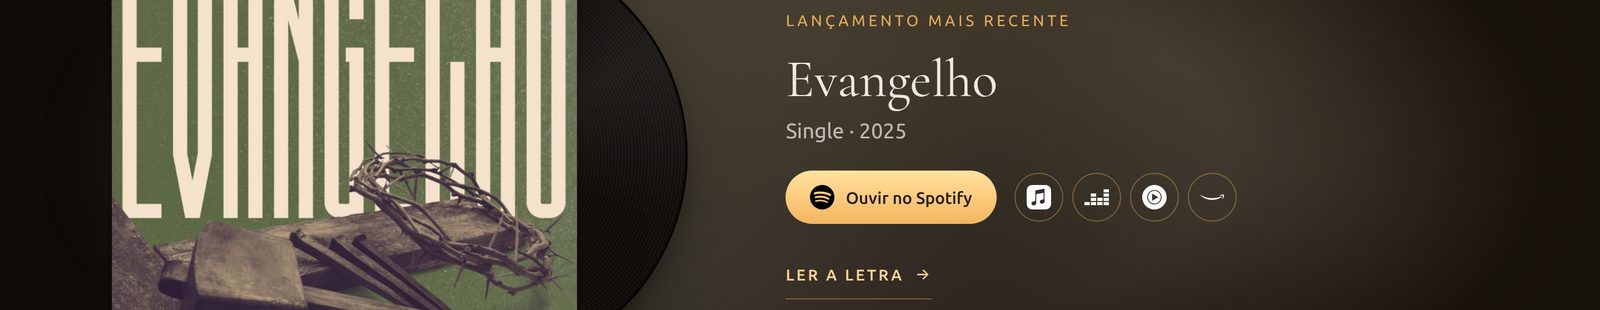 EVANGELHO
LANÇAMENTO MAIS RECENTE
Evangelho
Single · 2025
Ouvir no Spotify
LER A LETRA →